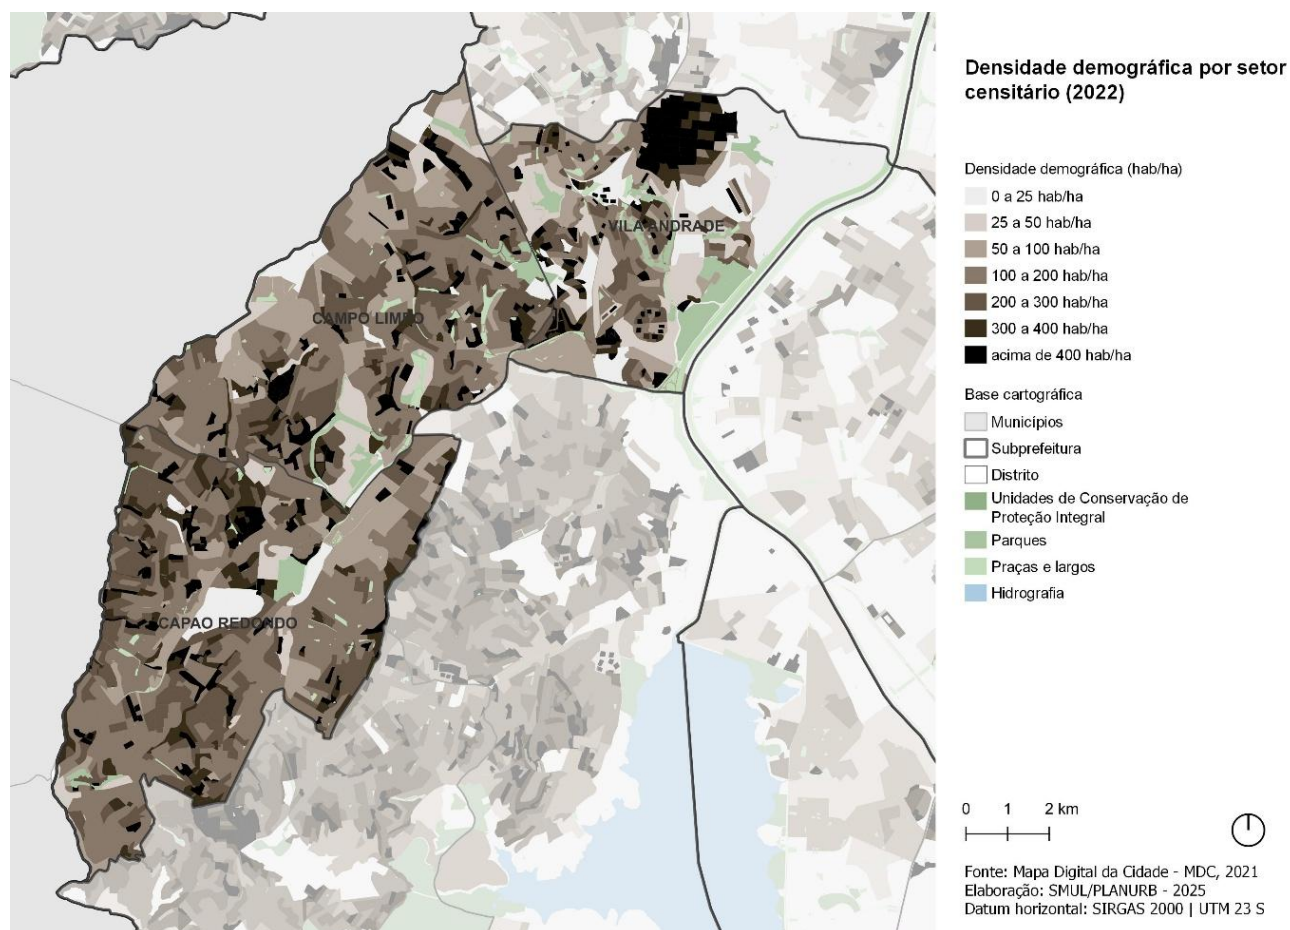 Densidade demográfica por setor
censitário (2022)
Densidade demográfica (hab/ha)
0 a 25 hab/ha
25 a 50 hab/ha
50 a 100 hab/ha
100 a 200 hab/ha
200 a 300 hab/ha
300 a 400 hab/ha
acima de 400 hab/ha
Base cartográfica
Municípios
Subprefeitura
Distrito
Unidades de Conservação de
Proteção Integral
Parques
Praças e largos
Hidrografia
VILA ANDRADE
CAMPO LIMPO
CAPAO REDONDO
0 1 2 km
Fonte: Mapa Digital da Cidade - MDC, 2021
Elaboração: SMUL/PLANURB - 2025
Datum horizontal: SIRGAS 2000 | UTM 23 S